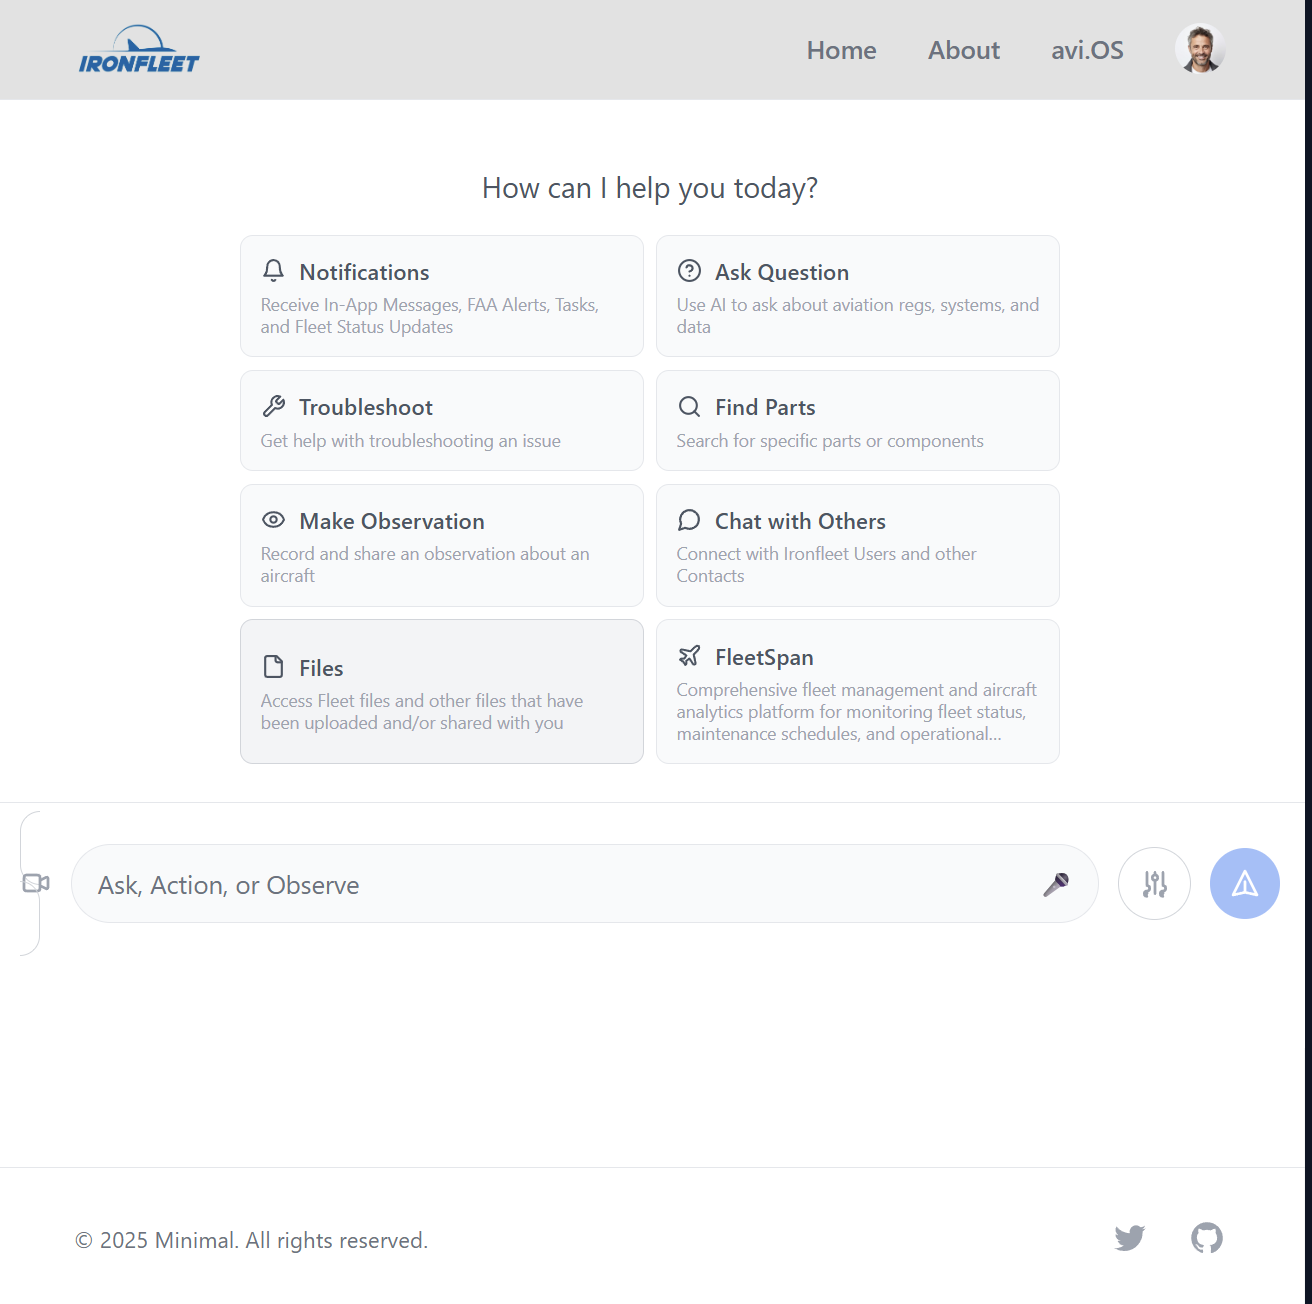 IRONFLEET
Home
About
avi.OS
How can I help you today?
Notifications
Receive In-App Messages, FAA Alerts, Tasks,
and Fleet Status Updates
Ask Question
Use AI to ask about aviation regs, systems, and
data
Troubleshoot
Get help with troubleshooting an issue
Find Parts
Search for specific parts or components
Make Observation
Record and share an observation about an
aircraft
Chat with Others
Connect with Ironfleet Users and other
Contacts
Files
Access Fleet files and other files that have
been uploaded and/or shared with you
FleetSpan
Comprehensive fleet management and aircraft
analytics platform for monitoring fleet status,
maintenance schedules, and operational...
Ask, Action, or Observe
© 2025 Minimal. All rights reserved.